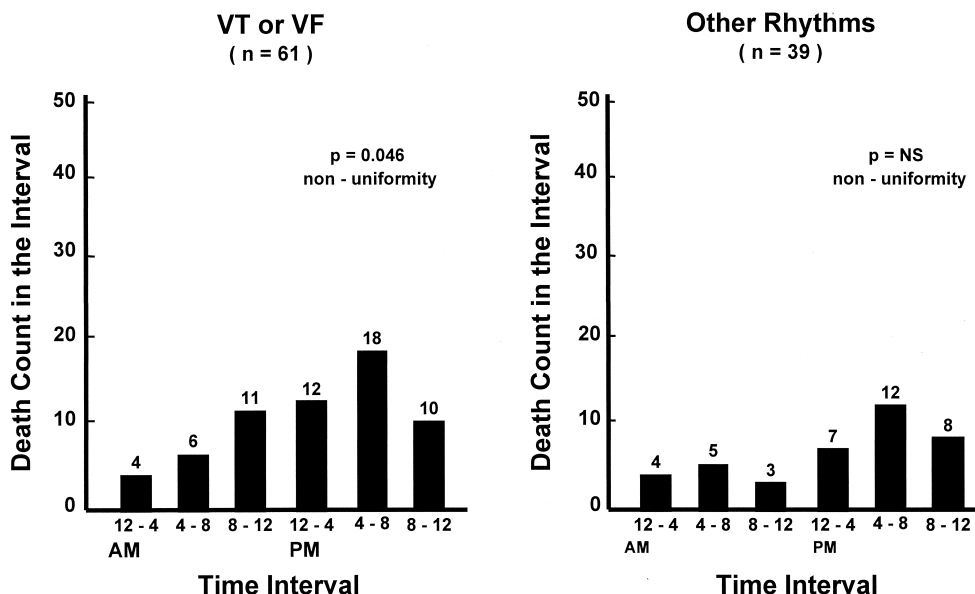 VT or VF
( n = 61 )
Death Count in the Interval
50
40
30
20
10
0
p = 0.046
non - uniformity
4
6
11
12
18
10
12 - 4
4 - 8
8 - 12
12 - 4
4 - 8
8 - 12
AM
PM
Time Interval
Other Rhythms
( n = 39 )
Death Count in the Interval
50
40
30
20
10
0
p = NS
non - uniformity
4
5
3
7
12
8
12 - 4
4 - 8
8 - 12
12 - 4
4 - 8
8 - 12
AM
PM
Time Interval